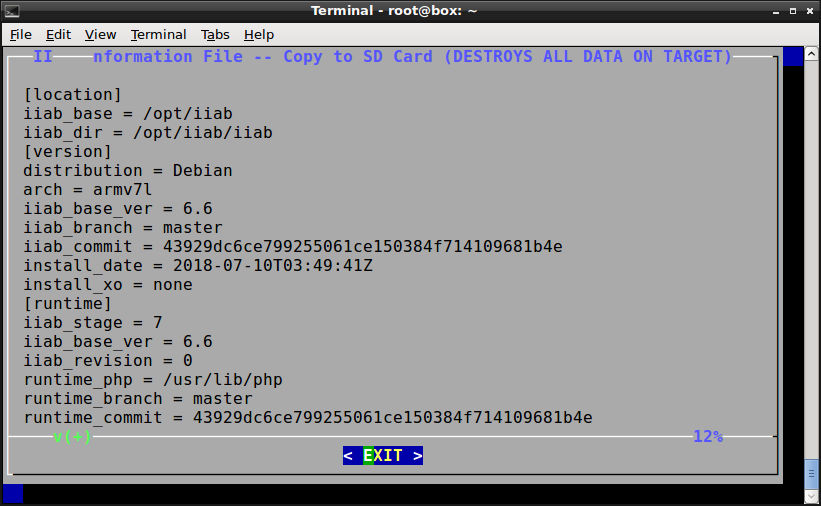 Terminal - root@box: ~
File Edit View Terminal Tabs Help
II nformation File -- Copy to SD Card (DESTROYS ALL DATA ON TARGET)
[location]
iiab_base = /opt/iiab
iiab_dir = /opt/iiab/iiab
[version]
distribution = Debian
arch = armv7l
iiab_base_ver = 6.6
iiab_branch = master
iiab_commit = 43929dc6ce799255061ce150384f714109681b4e
install_date = 2018-07-10T03:49:41Z
install_xo = none
[runtime]
iiab_stage = 7
iiab_base_ver = 6.6
iiab_revision = 0
runtime_php = /usr/lib/php
runtime_branch = master
runtime_commit = 43929dc6ce799255061ce150384f714109681b4e
v(+) 12%
< EXIT >